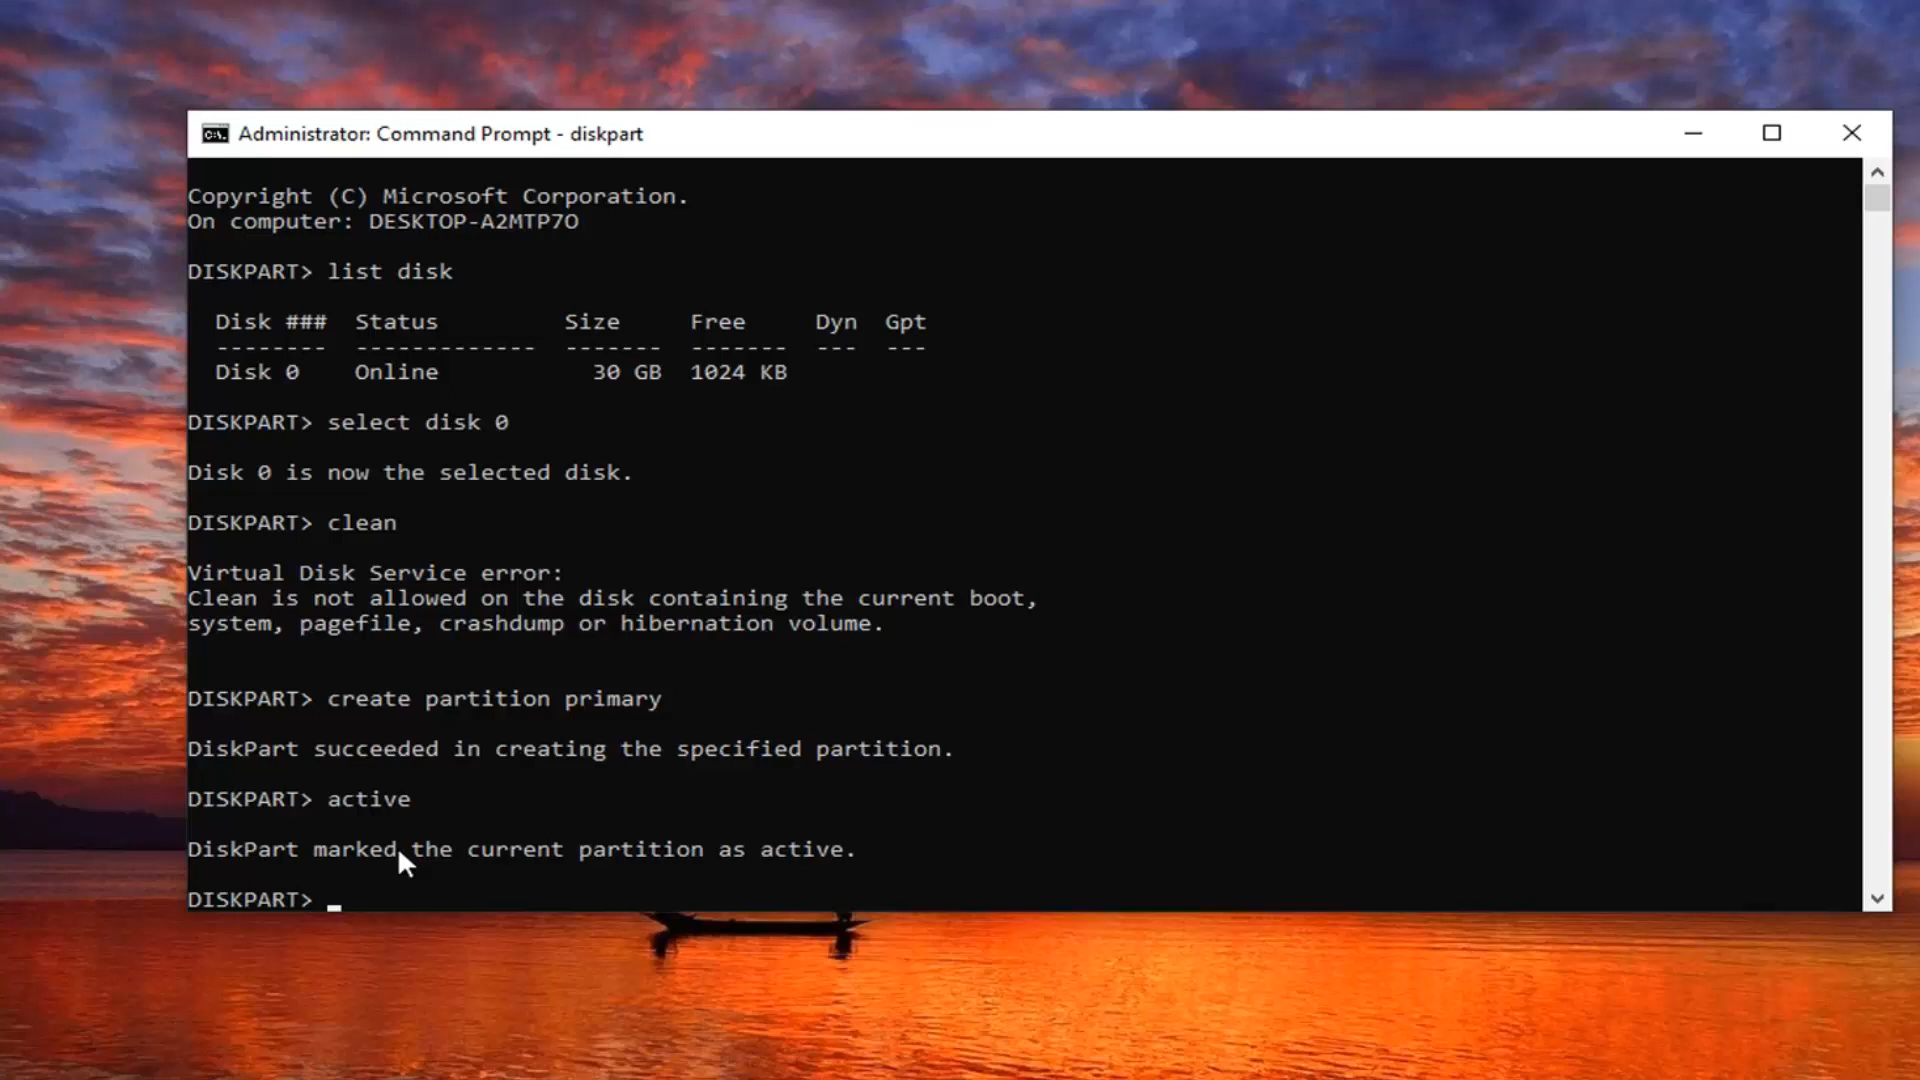 Administrator: Command Prompt - diskpart
Copyright (C) Microsoft Corporation.
On computer: DESKTOP-A2MTP7O
DISKPART> list disk
Disk ### Status Size Free Dyn Gpt
-------- ------------- ------- ------- --- ---
Disk 0 Online 30 GB 1024 KB
DISKPART> select disk 0
Disk 0 is now the selected disk.
DISKPART> clean
Virtual Disk Service error:
Clean is not allowed on the disk containing the current boot,
system, pagefile, crashdump or hibernation volume.
DISKPART> create partition primary
DiskPart succeeded in creating the specified partition.
DISKPART> active
DiskPart marked the current partition as active.
DISKPART>